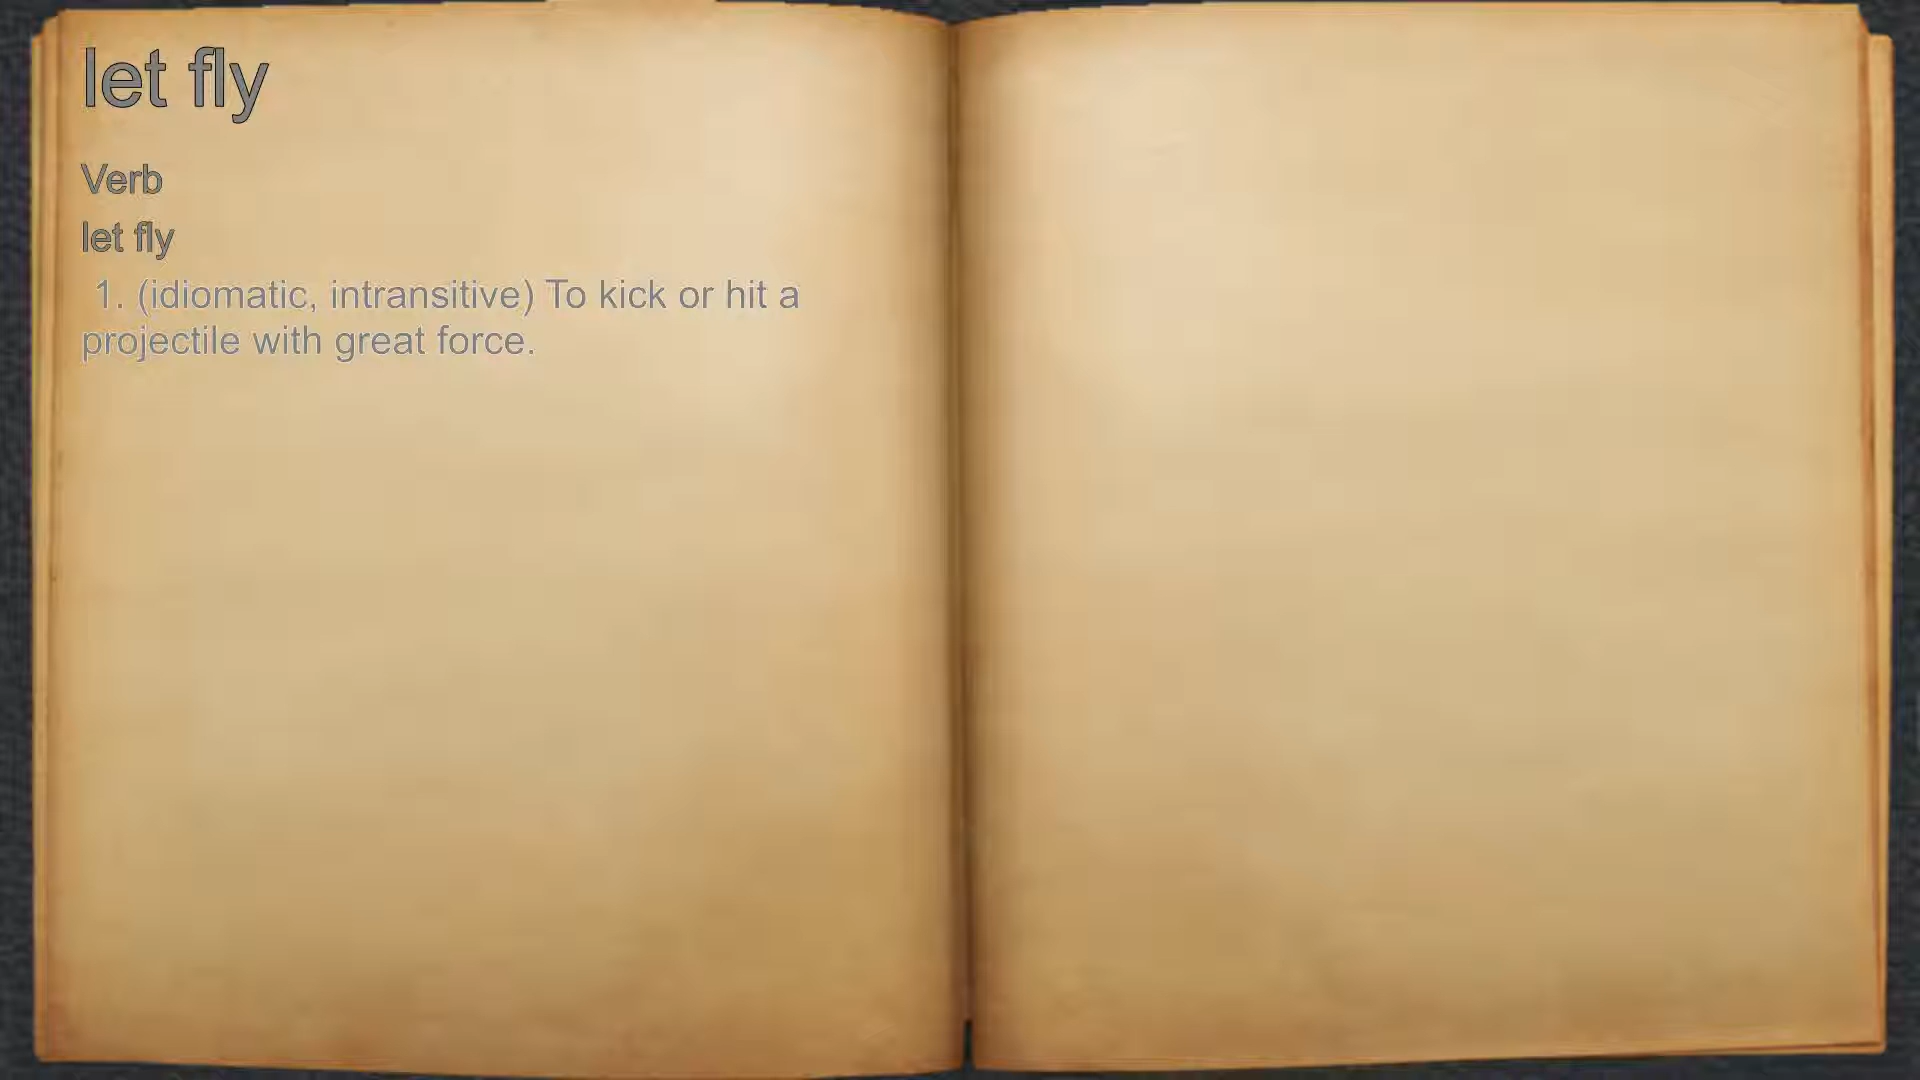 let fly
Verb
let fly
1. (idiomatic, intransitive) To kick or hit a
projectile with great force.